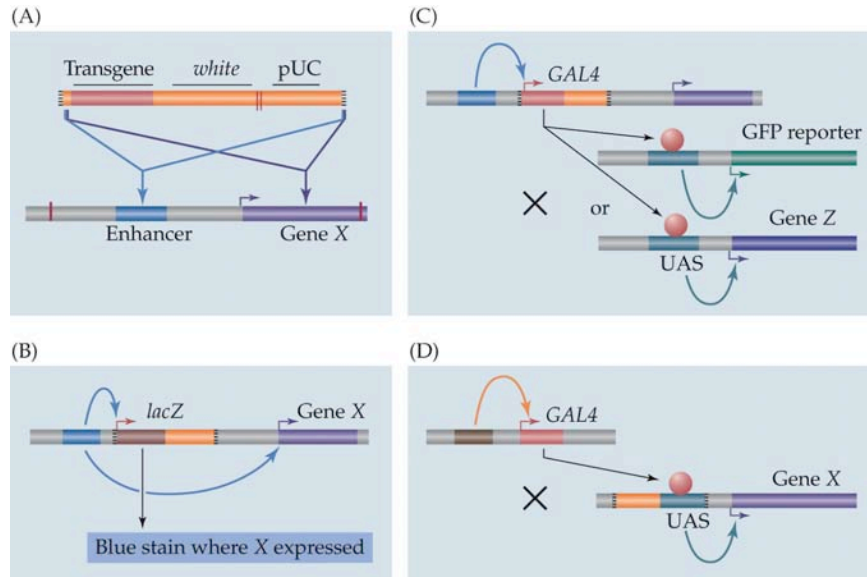 (A)
Transgene white pUC
Enhancer Gene X
(B)
lacZ Gene X
Blue stain where X expressed
(C)
GAL4
GFP reporter
or
Gene Z
UAS
(D)
GAL4
Gene X
UAS